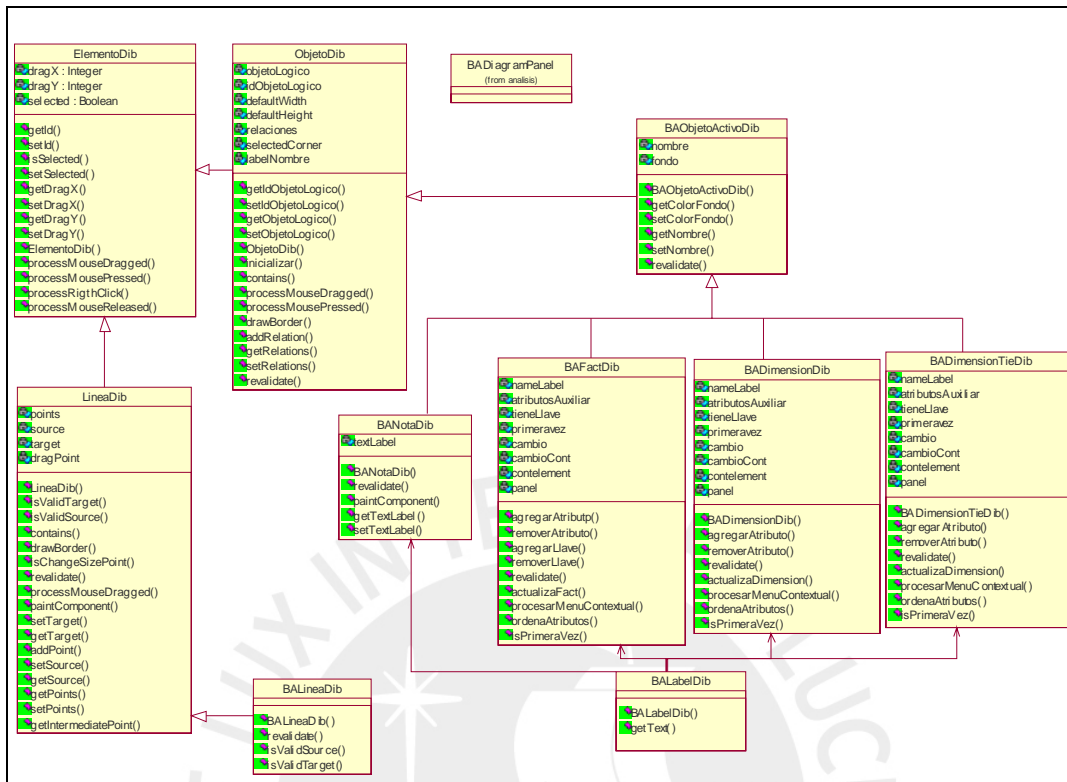 ElementoDib
dragX : Integer
dragY : Integer
selected : Boolean
getId()
setId()
isSelected()
setSelected()
getDragX()
setDragX()
getDragY()
setDragY()
ElementoDib()
processMouseDragged()
processMousePressed()
processRigthClick()
processMouseReleased()
ObjetoDib
objetoLogico
idObjetoLogico
defaultWidth
defaultHeight
relaciones
selectedCorner
labelNombre
getIdObjetoLogico()
setIdObjetoLogico()
getObjetoLogico()
setObjetoLogico()
ObjetoDib()
inicializar()
contains()
processMouseDragged()
processMousePressed()
drawBorder()
addRelation()
getRelations()
setRelations()
revalidate()
BADiagramPanel
(from analisis)
BAObjetoActivoDib
nombre
fondo
BAObjetoActivoDib()
getColorFondo()
setColorFondo()
getNombre()
setNombre()
revalidate()
LineaDib
points
source
target
dragPoint
LineaDib()
isValidTarget()
isValidSource()
contains()
drawBorder()
isChangeSizePoint()
revalidate()
processMouseDragged()
paintComponent()
setTarget()
getTarget()
addPoint()
setSource()
getSource()
getPoints()
setPoints()
getIntermediatePoint()
BALineaDib
BALineaDib()
revalidate()
isValidSource()
isValidTarget()
BANotaDib
textLabel
BANotaDib()
revalidate()
paintComponent()
getTextLabel()
setTextLabel()
BAFactDib
nameLabel
atributosAuxiliar
tieneLlave
primeravez
cambio
cambioCont
contelement
panel
agregarAtributp()
removerAtributo()
agregarLlave()
removerLlave()
revalidate()
actualizaFact()
procesarMenuContextual()
ordenaAtributos()
isPrimeraVez()
BADimensionDib
nameLabel
atributosAuxiliar
tieneLlave
primeravez
cambio
cambioCont
contelement
panel
BADimensionDib()
agregarAtributo()
removerAtributo()
revalidate()
actualizaDimension()
procesarMenuContextual()
ordenaAtributos()
isPrimeraVez()
BADimensionTieDib
nameLabel
atributosAuxiliar
tieneLlave
primeravez
cambio
cambioCont
contelement
panel
BADimensionTieDib()
agregarAtributo()
removerAtributo()
revalidate()
actualizaDimension()
procesarMenuContextual()
ordenaAtributos()
isPrimeraVez()
BALabelDib
BALabelDib()
getText()